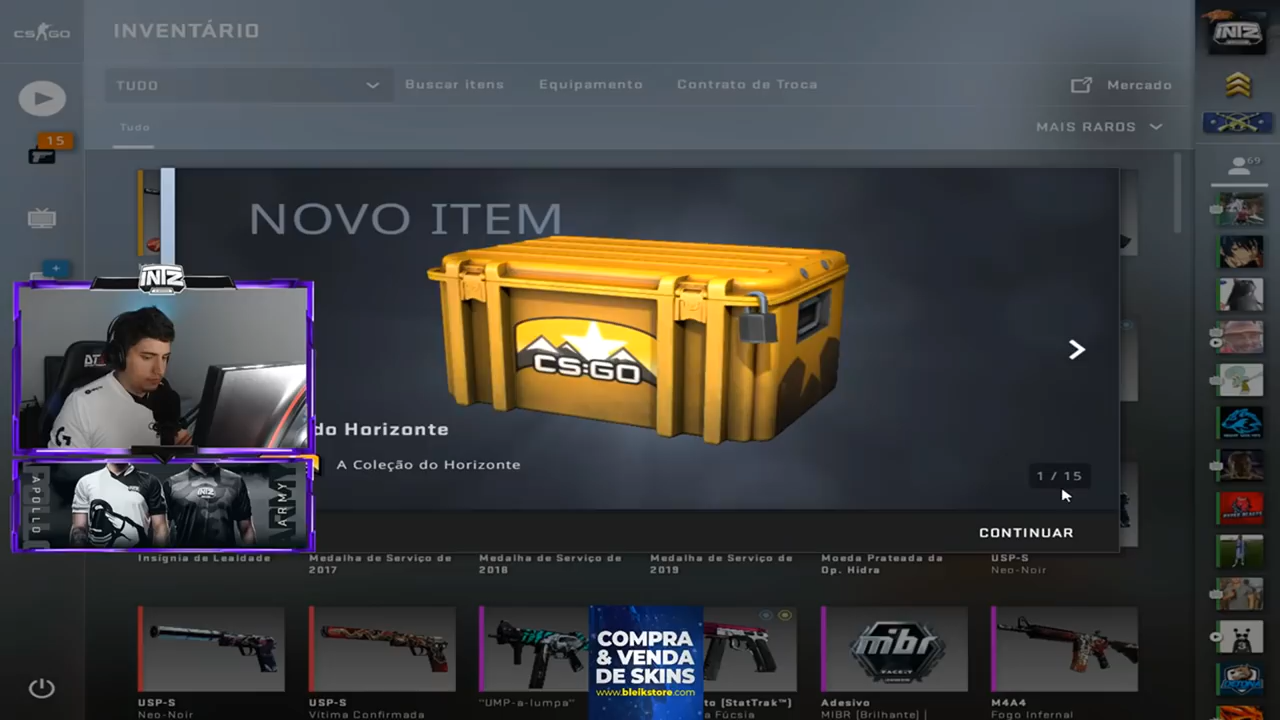 CS GO
INVENTÁRIO
INTZ
TUDO
Buscar itens
Equipamento
Contrato de Troca
Mercado
Tudo
MAIS RAROS
15
69
NOVO ITEM
CS:GO
INTZ
do Horizonte
A Coleção do Horizonte
1 / 15
CONTINUAR
APOLLO
INTZ
ARMY
Insígnia de Lealdade
Medalha de Serviço de
2017
Medalha de Serviço de
2018
Medalha de Serviço de
2019
Moeda Prateada da
Op. Hidra
USP-S
Neo-Noir
COMPRA
& VENDA
DE SKINS
www.bleikstore.com
mibr
USP-S
Neo-Noir
USP-S
Vítima Confirmada
"UMP-a-lumpa"
(StatTrak™)
a Fúcsia
Adesivo
MIBR (Brilhante) |
M4A4
Fogo Infernal